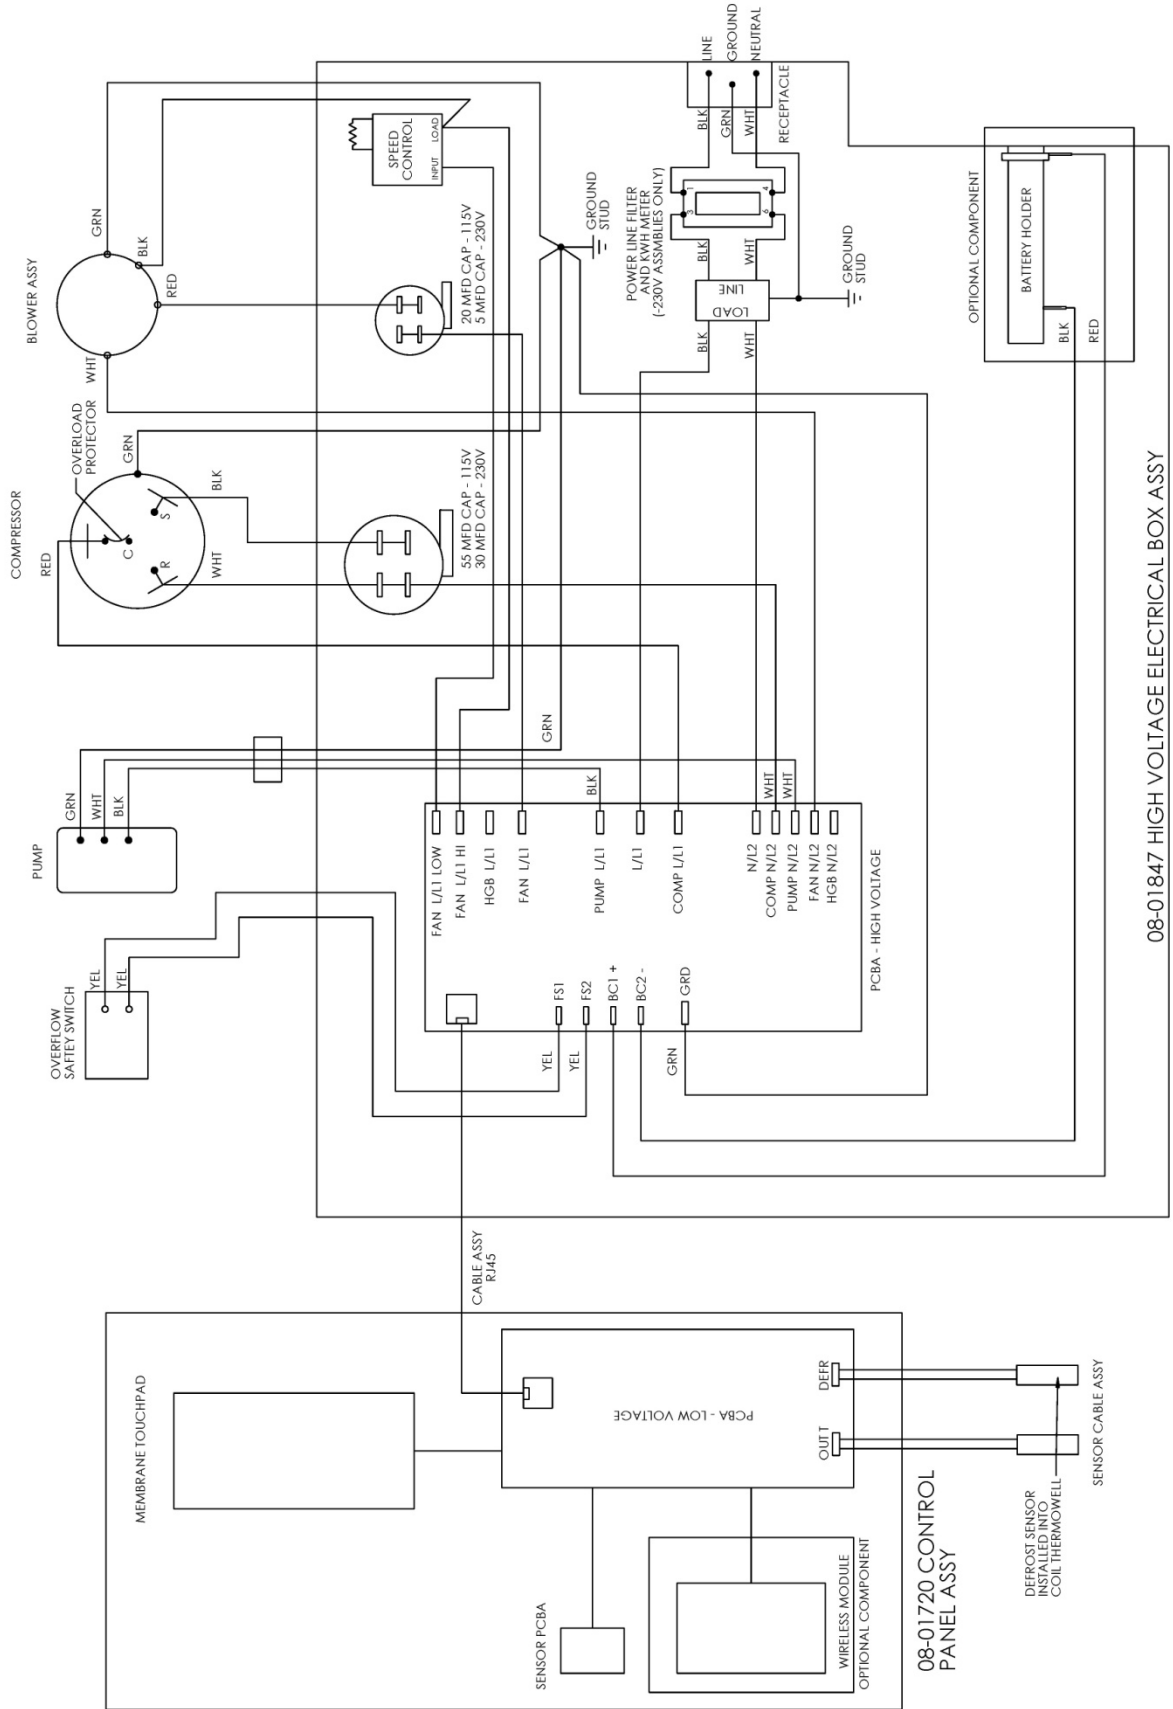 LINE
GROUND
NEUTRAL
RECEPTACLE
BLK
GRN
WHT
GRN
BLK
RED
WHT
BLOWER ASSY
SPEED
CONTROL
INPUT
LOAD
20 MFD CAP - 115V
5 MFD CAP - 230V
GROUND
STUD
POWER LINE FILTER
AND KWH METER
(-230V ASSMBLIES ONLY)
1
3
4
6
BLK
WHT
LINE
LOAD
GROUND
STUD
BLK
WHT
OPTIONAL COMPONENT
BATTERY HOLDER
BLK
RED
COMPRESSOR
OVERLOAD
PROTECTOR
RED
GRN
C
S
R
BLK
WHT
55 MFD CAP - 115V
30 MFD CAP - 230V
PUMP
GRN
WHT
BLK
GRN
BLK
WHT
WHT
FAN L/L1 LOW
FAN L/L1 HI
HGB L/L1
FAN L/L1
PUMP L/L1
L/L1
COMP L/L1
N/L2
COMP N/L2
PUMP N/L2
FAN N/L2
HGB N/L2
PCBA - HIGH VOLTAGE
OVERFLOW
SAFTEY SWITCH
YEL
YEL
FS1
FS2
BC1 +
BC2 -
GRD
YEL
YEL
GRN
08-01847 HIGH VOLTAGE ELECTRICAL BOX ASSY
CABLE ASSY
RJ45
MEMBRANE TOUCHPAD
PCBA - LOW VOLTAGE
DEFR
OUT T
SENSOR PCBA
WIRELESS MODULE
OPTIONAL COMPONENT
08-01720 CONTROL
PANEL ASSY
DEFROST SENSOR
INSTALLED INTO
COIL THERMOWELL
SENSOR CABLE ASSY